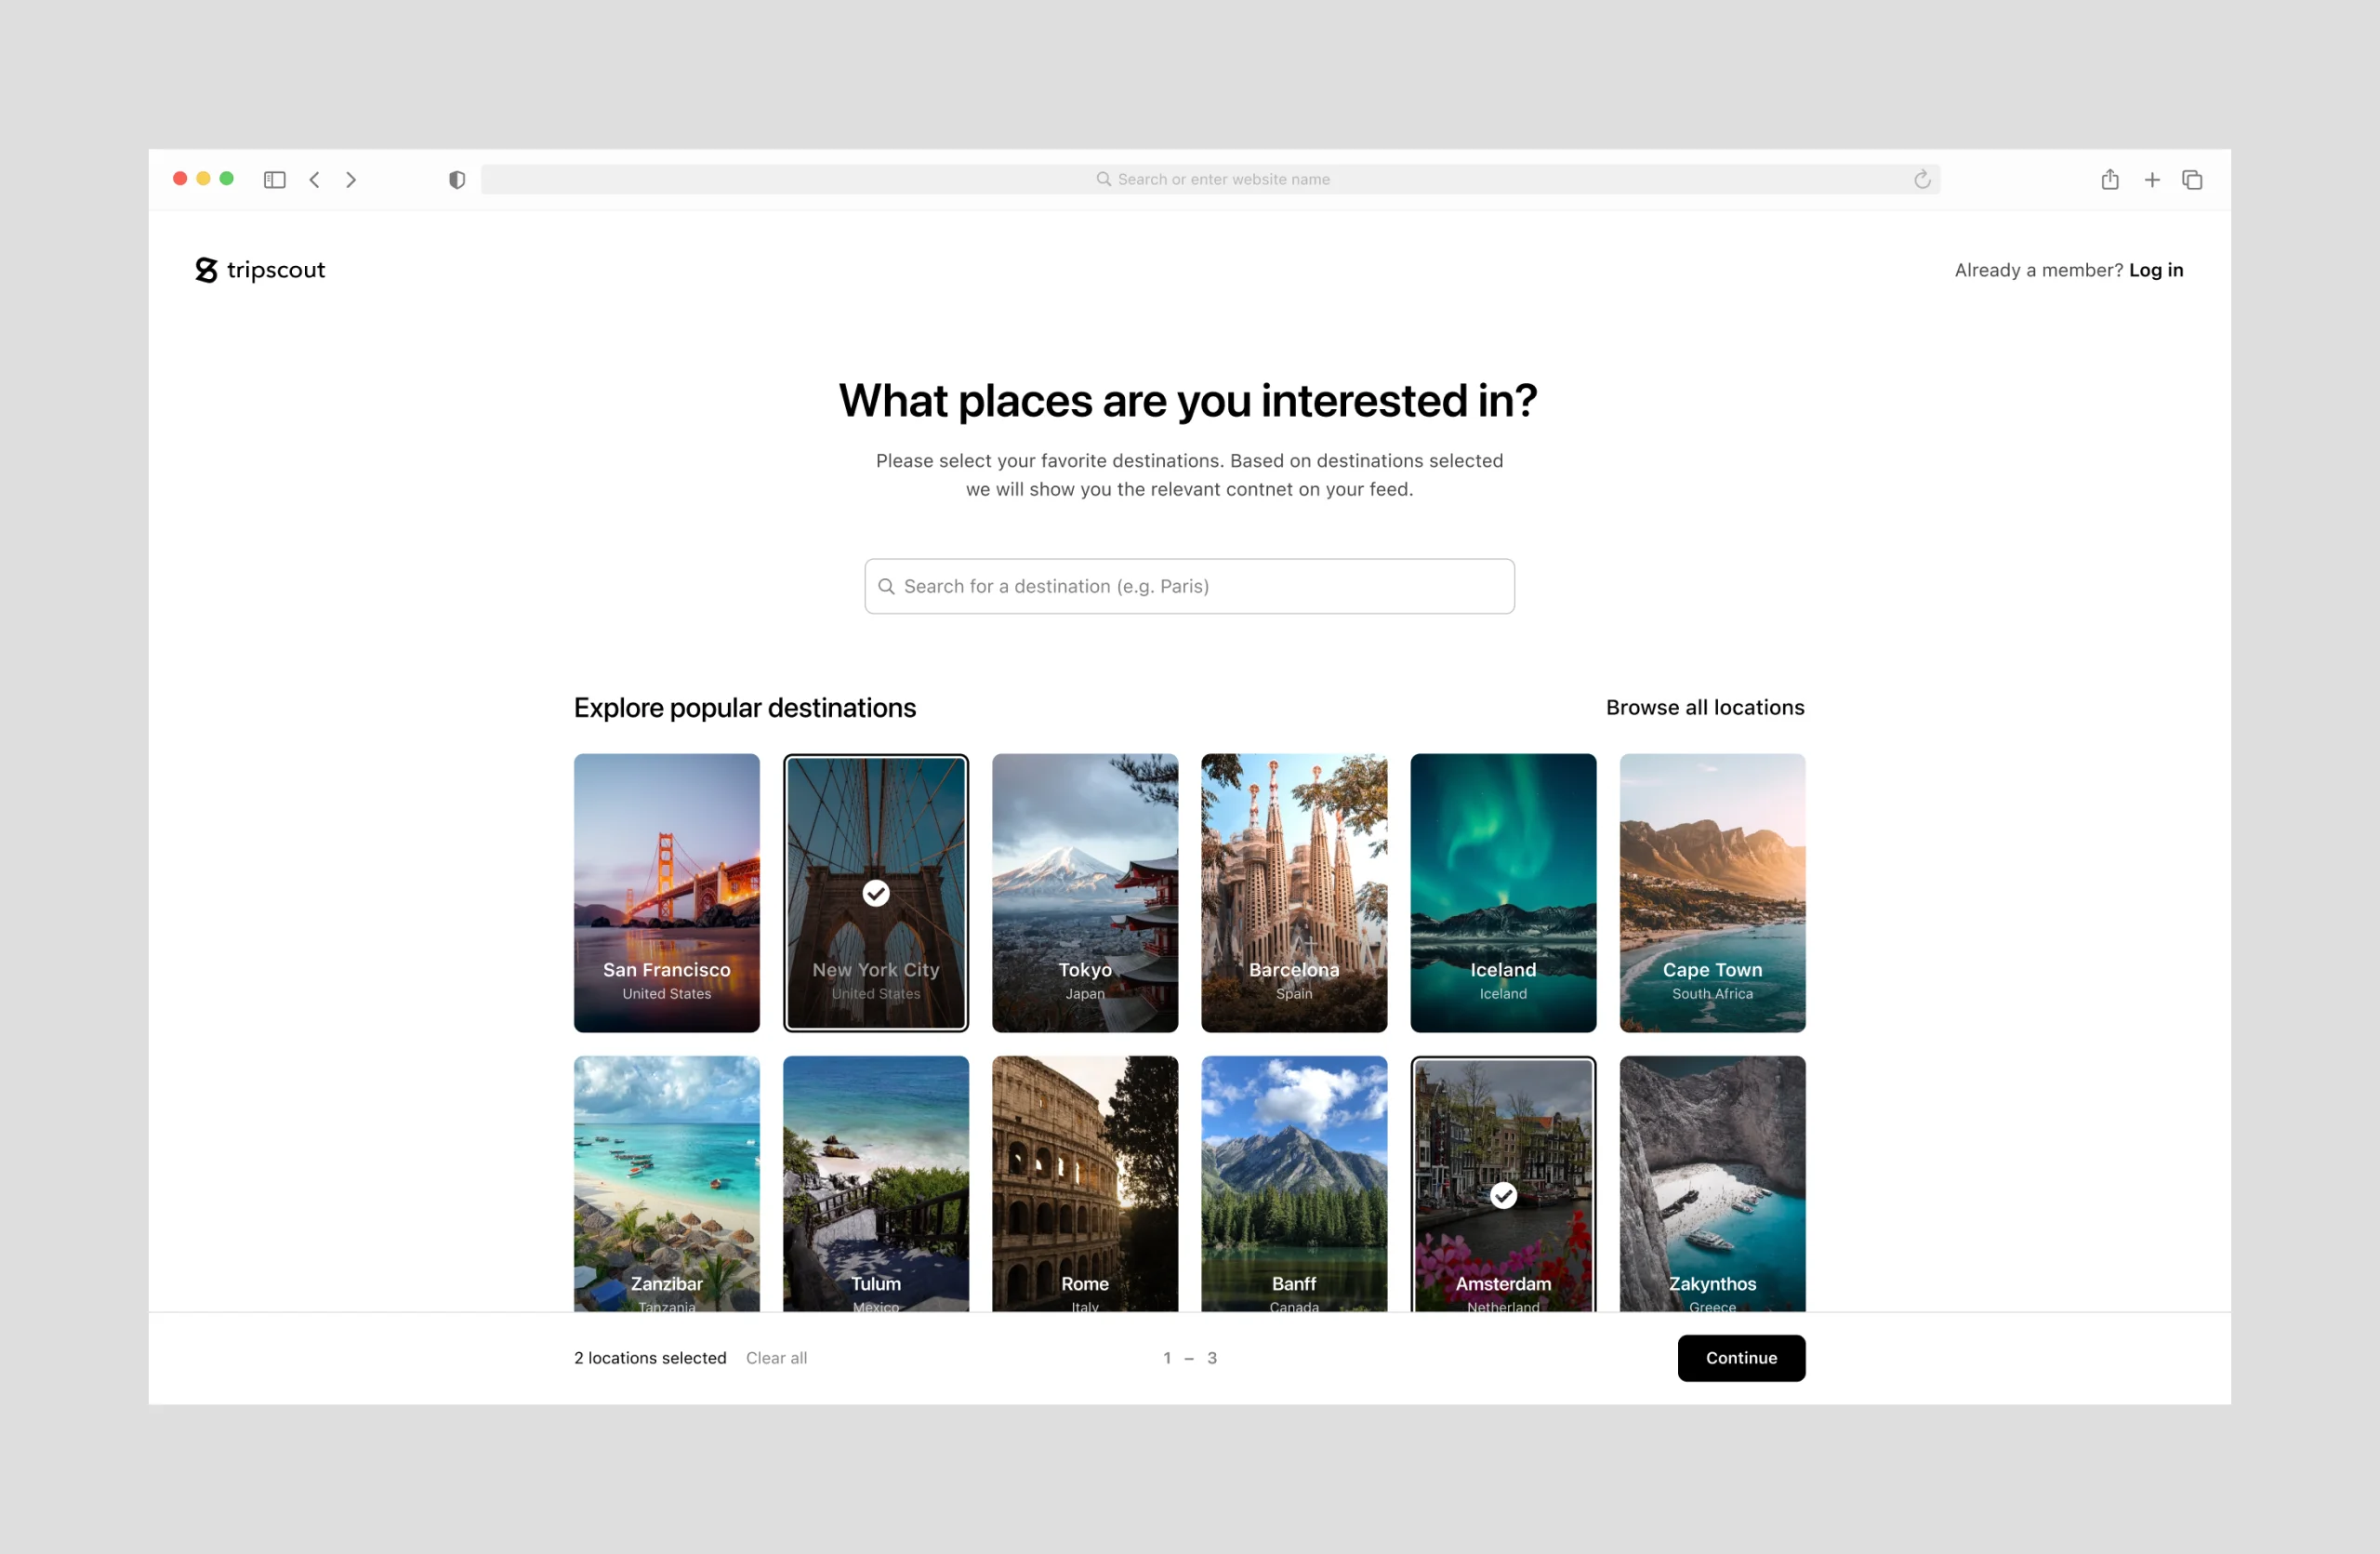 Search or enter website name
tripscout
Already a member? Log in
What places are you interested in?
Please select your favorite destinations. Based on destinations selected
we will show you the relevant contnet on your feed.
Search for a destination (e.g. Paris)
Explore popular destinations
Browse all locations
San Francisco
United States
New York City
United States
Tokyo
Japan
Barcelona
Spain
Iceland
Iceland
Cape Town
South Africa
Zanzibar
Tanzania
Tulum
Mexico
Rome
Italy
Banff
Canada
Amsterdam
Netherland
Zakynthos
Greece
2 locations selected
Clear all
1 – 3
Continue